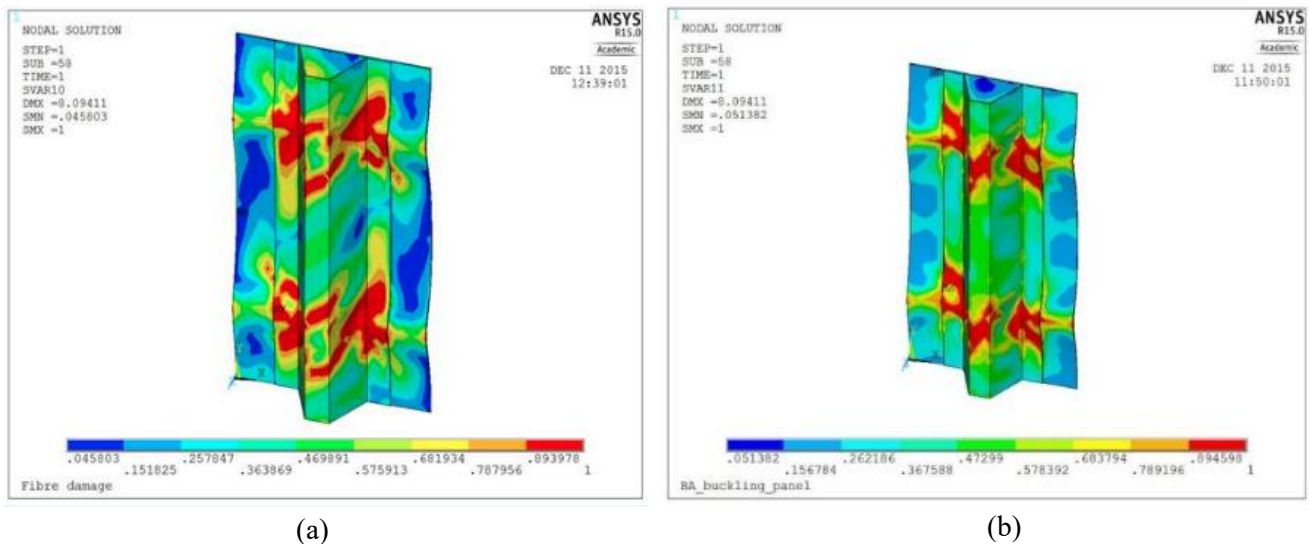 1
NODAL SOLUTION
STEP=1
SUB =58
TIME=1
SVAR10
DMX =8.09411
SMN =.045803
SMX =1
ANSYS
R15.0
Academic
DEC 11 2015
12:39:01
Y
X
.045803 .257847 .469891 .681934 .893978
.151825 .363869 .575913 .787956 1
Fibre damage
(a)
1
NODAL SOLUTION
STEP=1
SUB =58
TIME=1
SVAR11
DMX =8.09411
SMN =.051382
SMX =1
ANSYS
R15.0
Academic
DEC 11 2015
11:50:01
Y
X
.051382 .262186 .47299 .683794 .894598
.156784 .367588 .578392 .789196 1
BA_buckling_panel
(b)